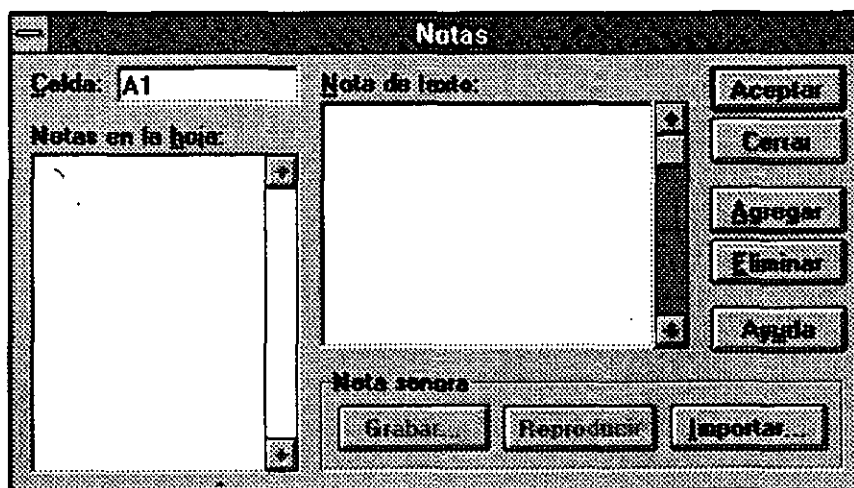 Notas
Celda: A1
Nota de texto:
Notas en la hoja:
Aceptar
Cerrar
Agregar
Eliminar
Ayuda
Nota sonora
Grabar...
Reproducir
Importar...